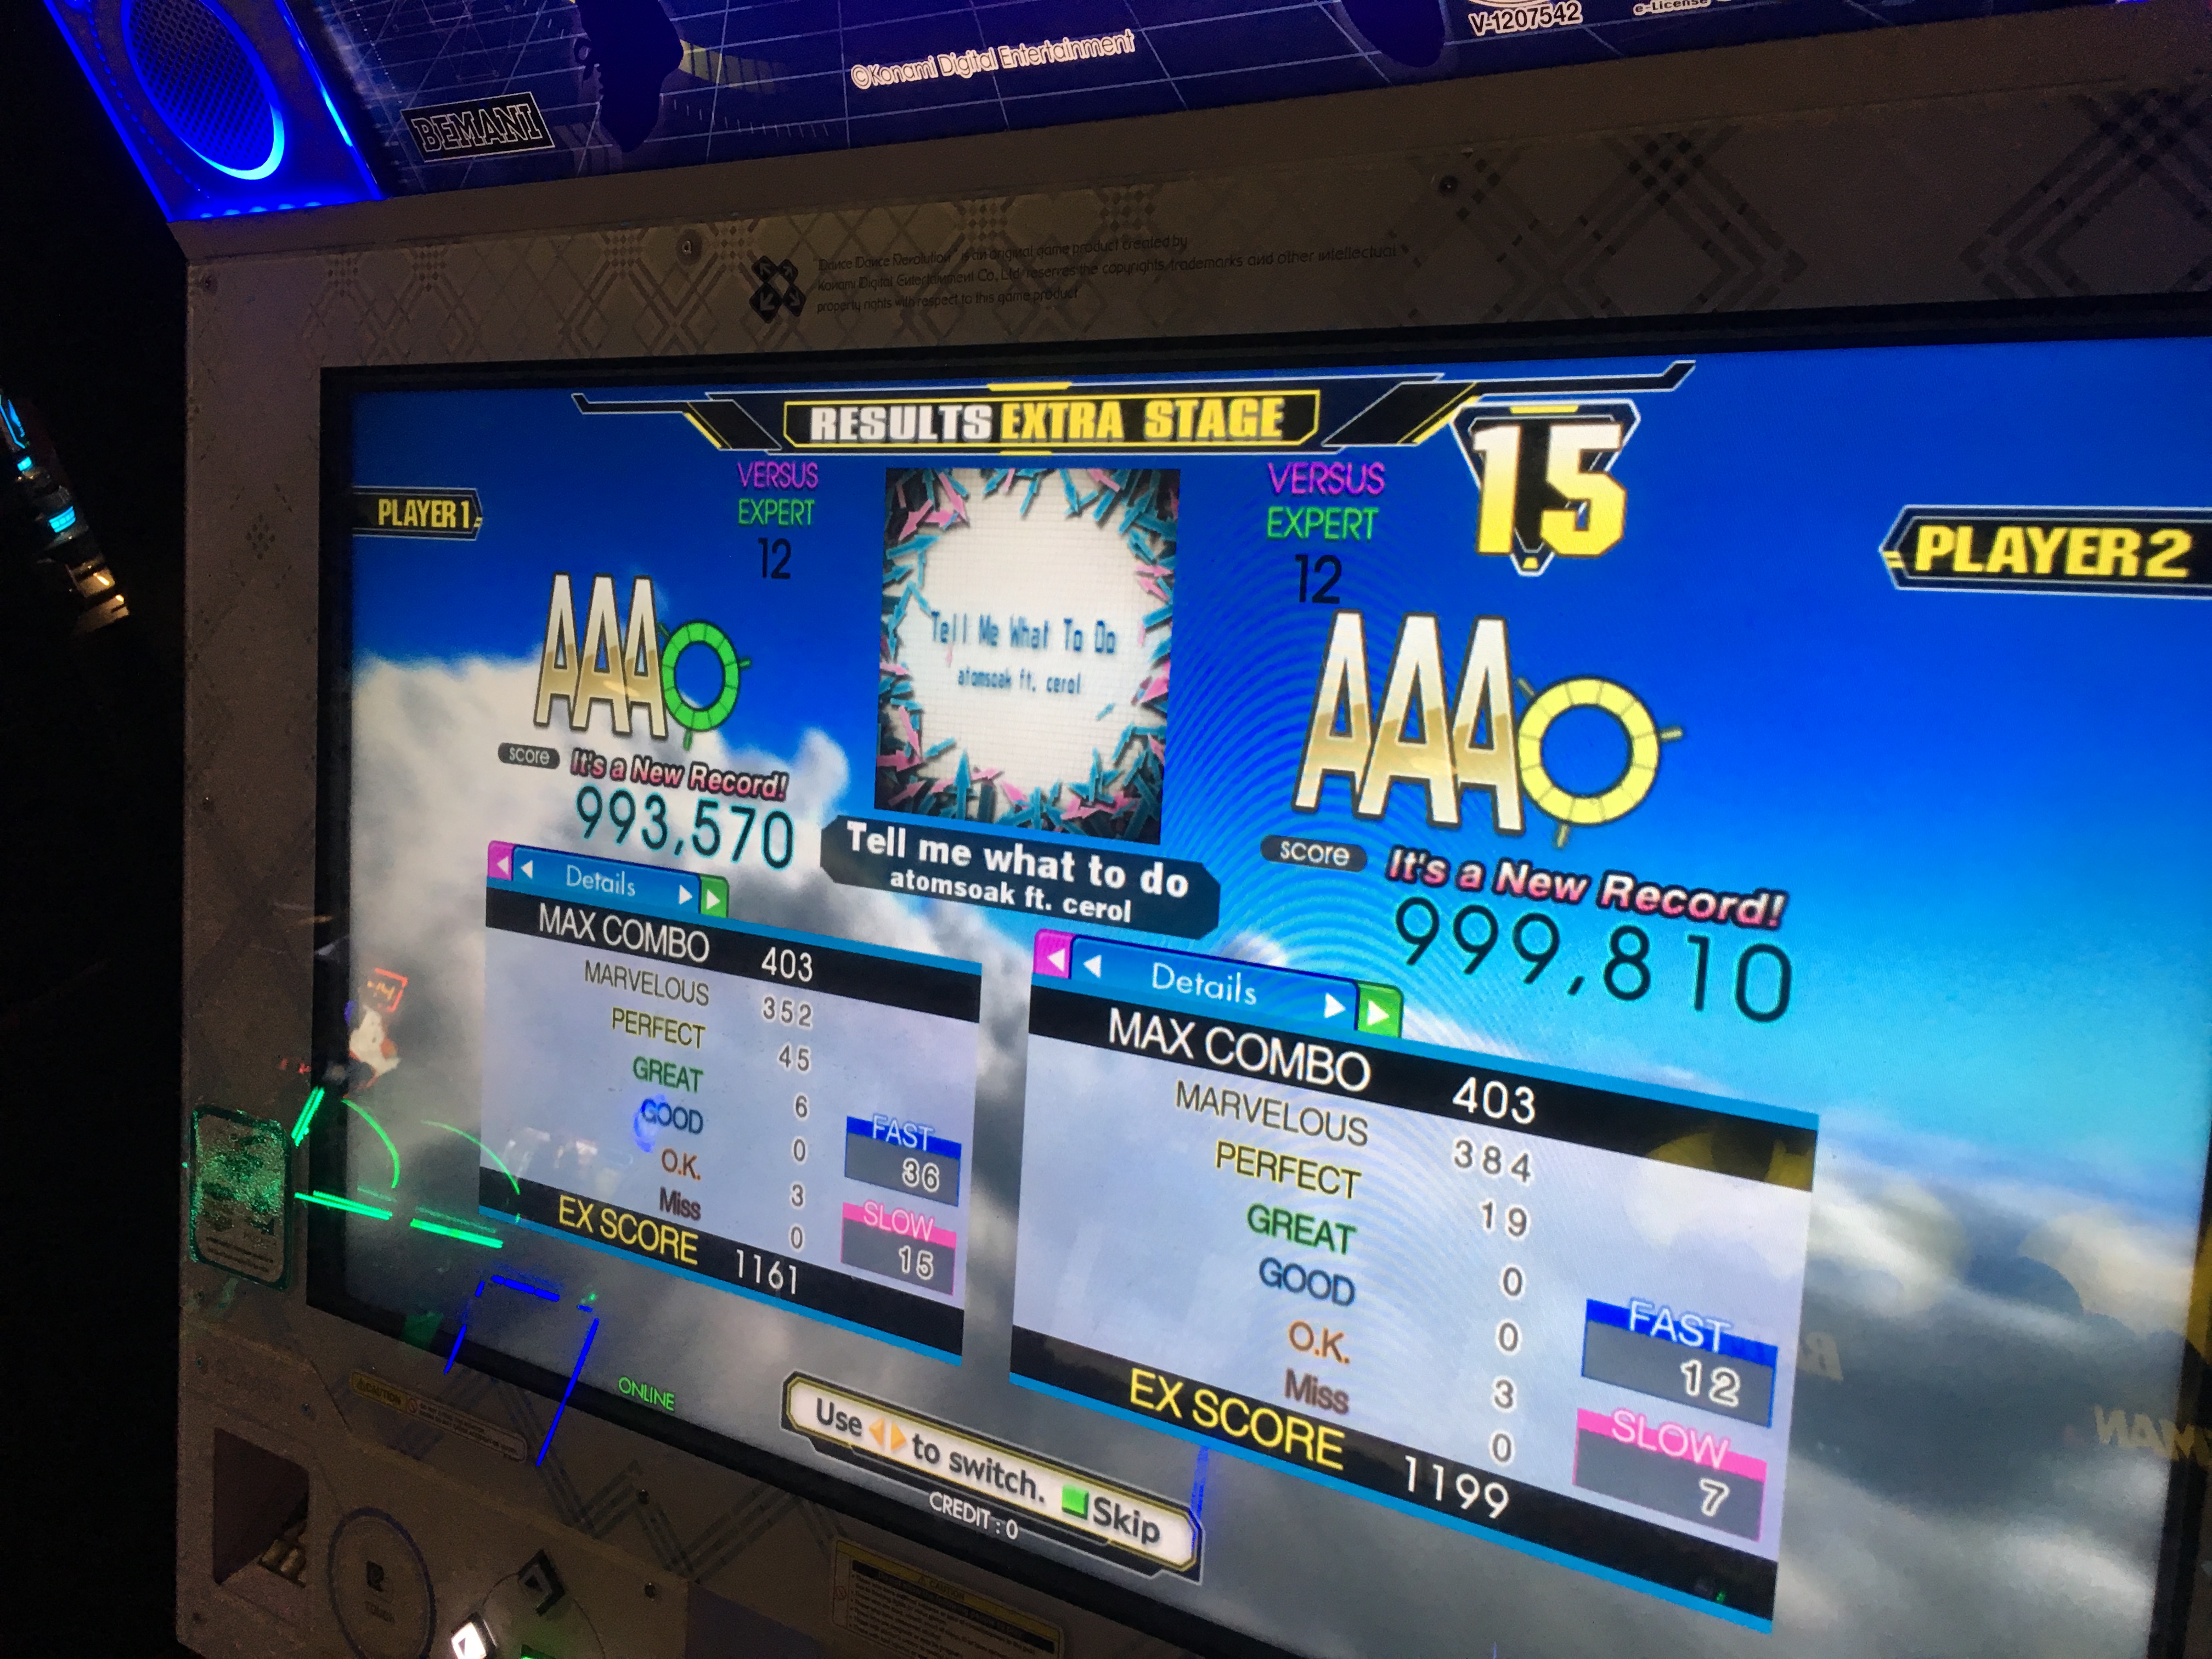 ©Konami Digital Entertainment
V-1207542
e-License
BEMANI
"Dance Dance Revolution" is an original game product created by
Konami Digital Entertainment Co., Ltd reserves the copyrights, trademarks and other intellectual
property rights with respect to this game product
RESULTS EXTRA STAGE
15
PLAYER 1
VERSUS
EXPERT
12
VERSUS
EXPERT
12
PLAYER 2
AAA
Tell Me What To Do
atomsoak ft. cerol
AAA
score It's a New Record!
993,570
Tell me what to do
atomsoak ft. cerol
score It's a New Record!
999,810
Details
MAX COMBO 403
MARVELOUS 352
PERFECT 45
GREAT 6
GOOD 0
O.K. 3
Miss 0
EX SCORE 1161
FAST
36
SLOW
15
Details
MAX COMBO 403
MARVELOUS 384
PERFECT 19
GREAT 0
GOOD 0
O.K. 3
Miss 0
EX SCORE 1199
FAST
12
SLOW
7
ONLINE
Use to switch. Skip
CREDIT : 0
CAUTION
CAUTION